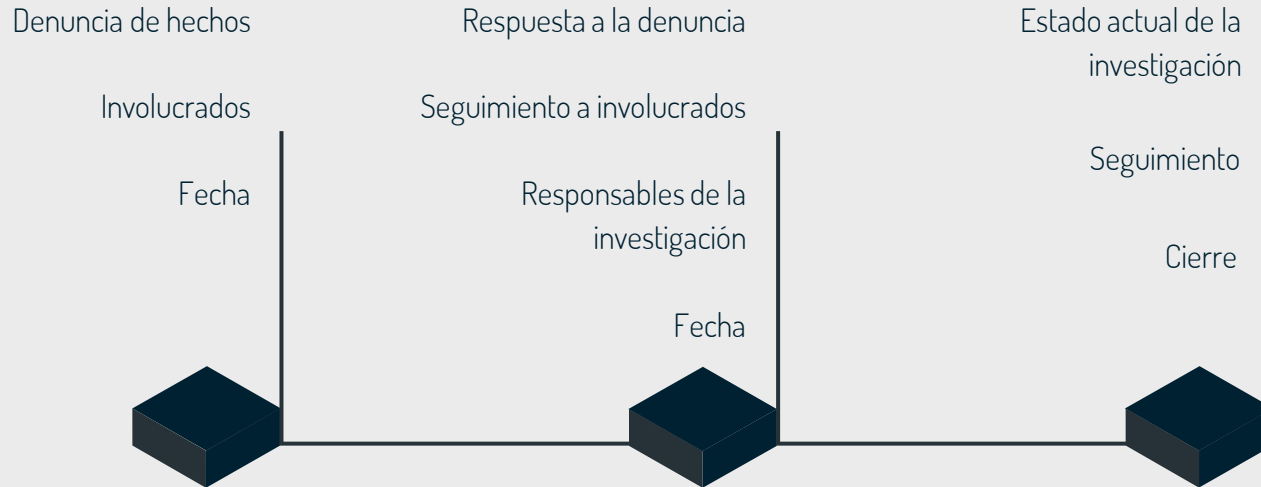 Denuncia de hechos
Involucrados
Fecha
Respuesta a la denuncia
Seguimiento a involucrados
Responsables de la
investigación
Fecha
Estado actual de la
investigación
Seguimiento
Cierre